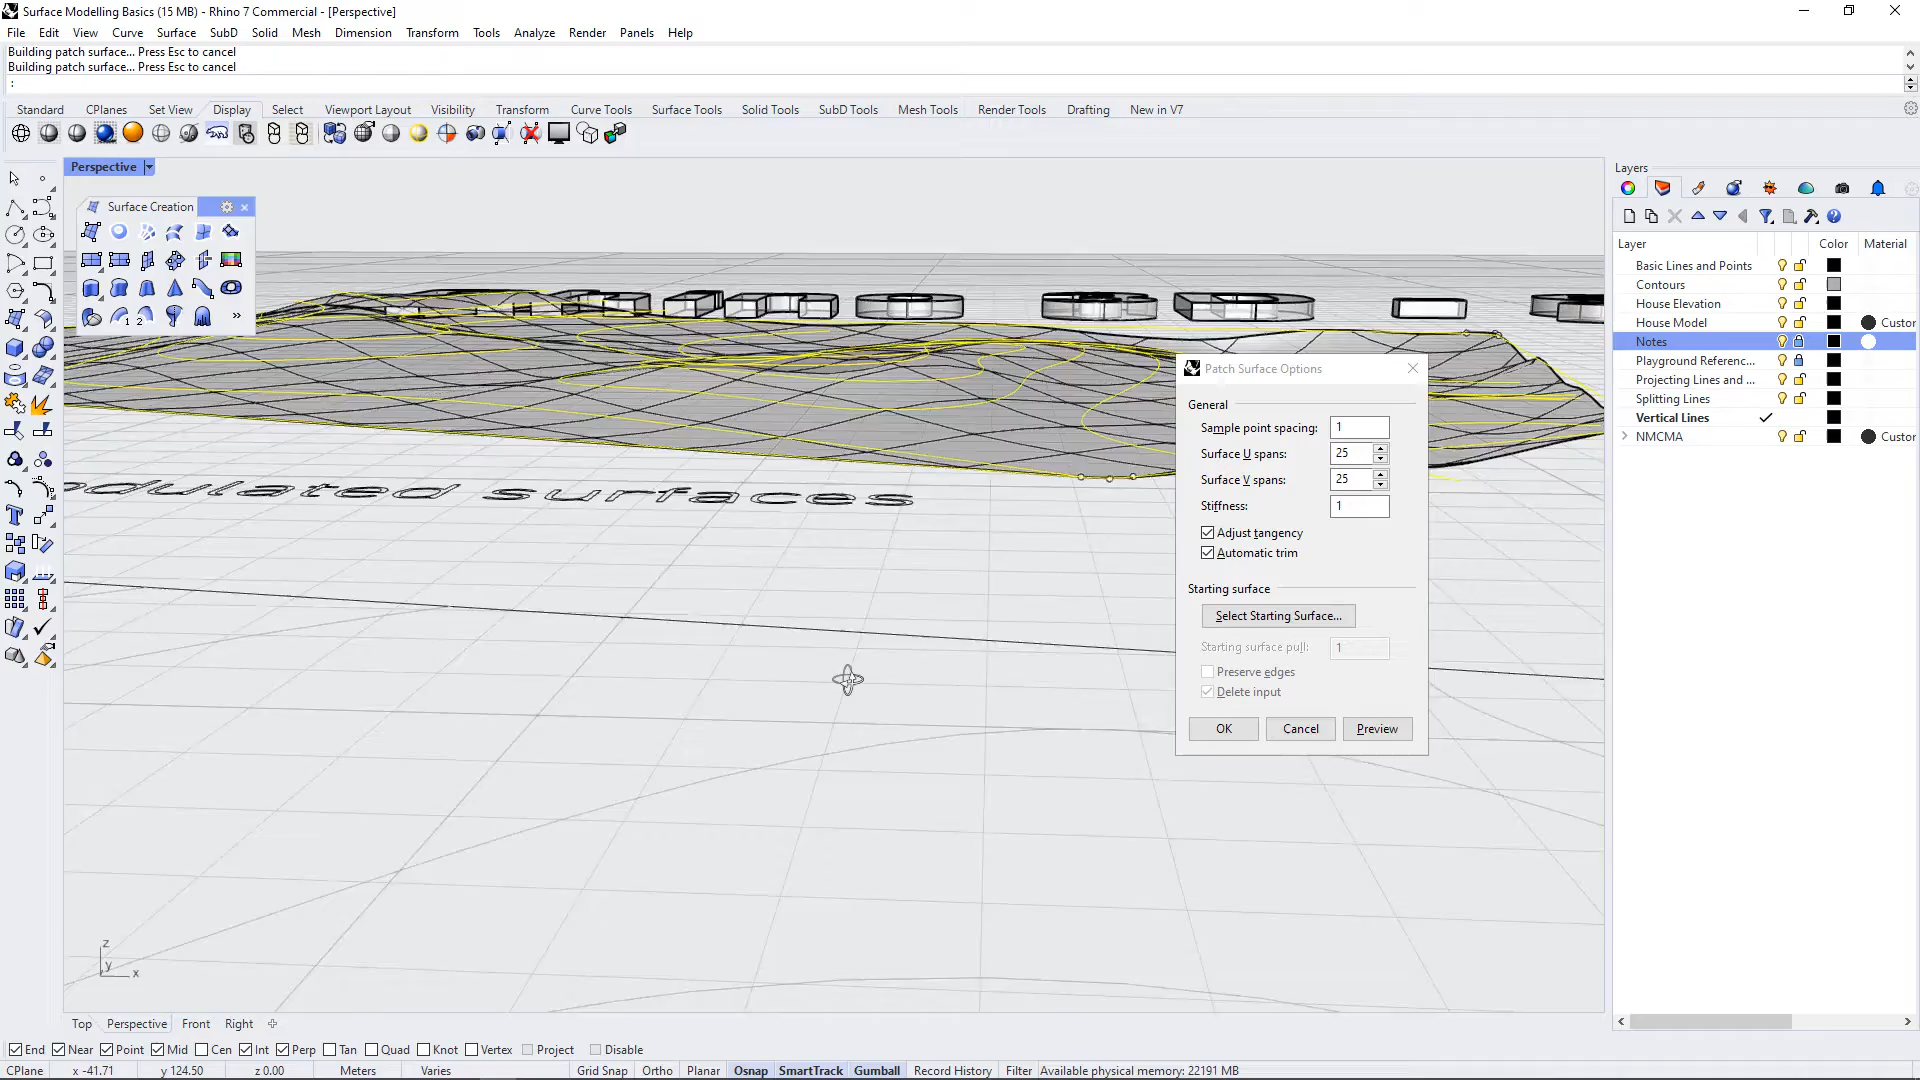 Surface Modelling Basics (15 MB) - Rhino 7 Commercial - [Perspective]
File Edit View Curve Surface SubD Solid Mesh Dimension Transform Tools Analyze Render Panels Help
Building patch surface... Press Esc to cancel
Building patch surface... Press Esc to cancel
:
Standard CPlanes Set View Display Select Viewport Layout Visibility Transform Curve Tools Surface Tools Solid Tools SubD Tools Mesh Tools Render Tools Drafting New in V7
Perspective
Surface Creation
1 2 »
odulated surfaces
Patch Surface Options
General
Sample point spacing: 1
Surface U spans: 25
Surface V spans: 25
Stiffness: 1
Adjust tangency
Automatic trim
Starting surface
Select Starting Surface...
Starting surface pull: 1
Preserve edges
Delete input
OK Cancel Preview
Layers
Layer Color Material
Basic Lines and Points
Contours
House Elevation
House Model Custor
Notes
Playground Referenc...
Projecting Lines and ...
Splitting Lines
Vertical Lines
NMCMA Custor
z
y x
Top Perspective Front Right
End Near Point Mid Cen Int Perp Tan Quad Knot Vertex Project Disable
CPlane x -41.71 y 124.50 z 0.00 Meters Varies Grid Snap Ortho Planar Osnap SmartTrack Gumball Record History Filter Available physical memory: 22191 MB